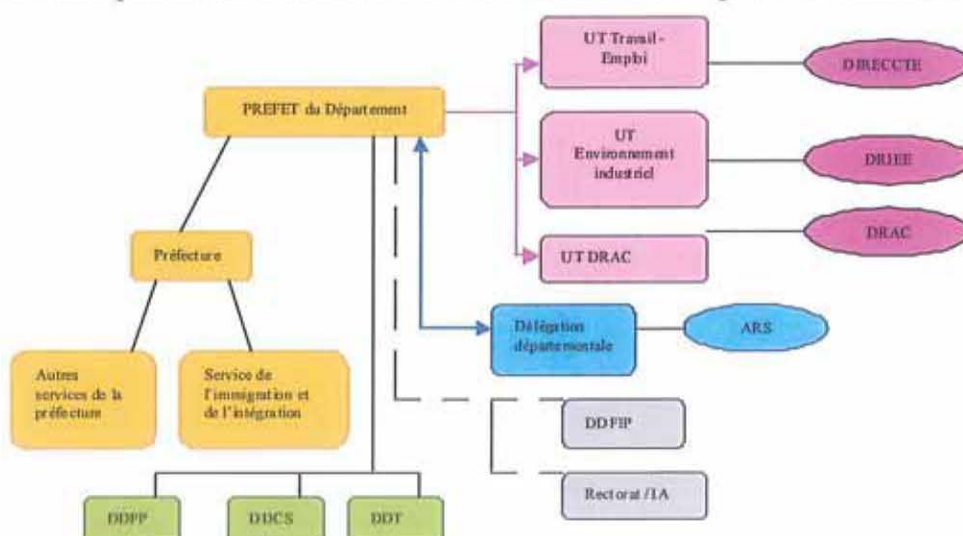 UT Travail -
Emploi
DIRECCTE
PREFET du Département
UT
Environnement
industriel
DRIEE
DRAC
Préfecture
UT DRAC
Délégation
départementale
ARS
Autres
services de la
préfecture
Service de
l'immigration et
de l'intégration
DDFIP
Rectorat / IA
DDPP
DDCS
DDT